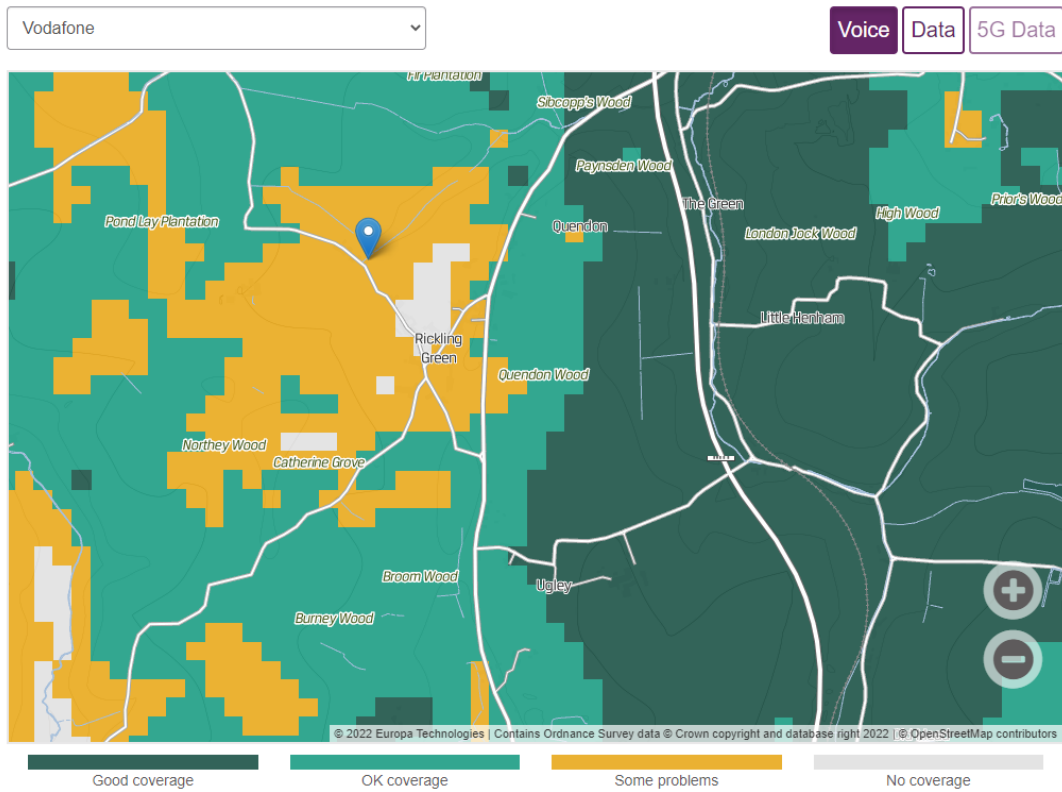 Vodafone
Voice
Data
5G Data
Fir Plantation
Sibcopp's Wood
Paynsden Wood
Prior's Wood
The Green
High Wood
Pond Lay Plantation
Quendon
London Jock Wood
Little Henham
Rickling
Green
Quendon Wood
Northey Wood
Catherine Grove
Broom Wood
Ugley
Burney Wood
© 2022 Europa Technologies | Contains Ordnance Survey data © Crown copyright and database right 2022 | © OpenStreetMap contributors
Good coverage
OK coverage
Some problems
No coverage